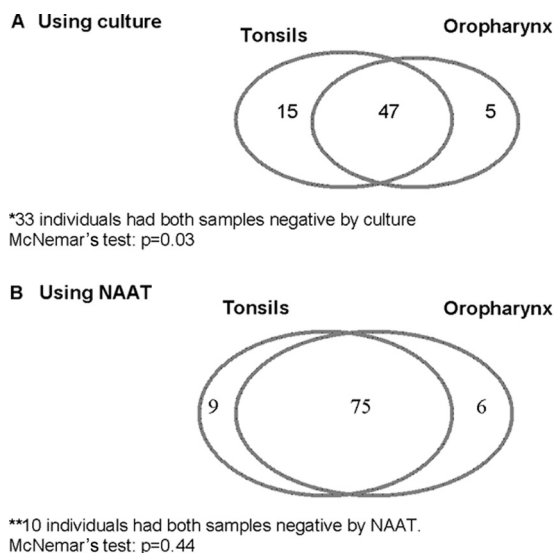 A Using culture
Tonsils
Oropharynx
15 47 5
*33 individuals had both samples negative by culture
McNemar's test: p=0.03
B Using NAAT
Tonsils
Oropharynx
9 75 6
**10 individuals had both samples negative by NAAT.
McNemar's test: p=0.44